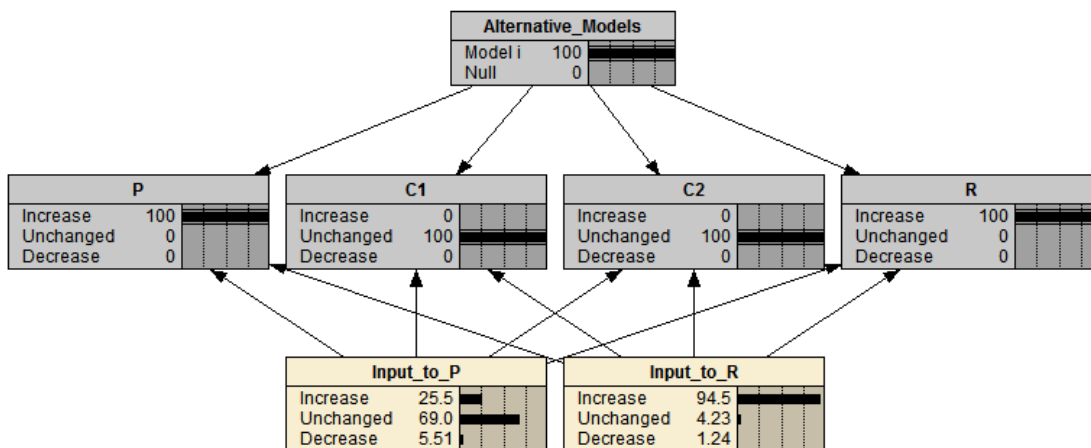 Alternative_Models
Model i 100
Null 0
P
Increase 100
Unchanged 0
Decrease 0
C1
Increase 0
Unchanged 100
Decrease 0
C2
Increase 0
Unchanged 100
Decrease 0
R
Increase 100
Unchanged 0
Decrease 0
Input_to_P
Increase 25.5
Unchanged 69.0
Decrease 5.51
Input_to_R
Increase 94.5
Unchanged 4.23
Decrease 1.24